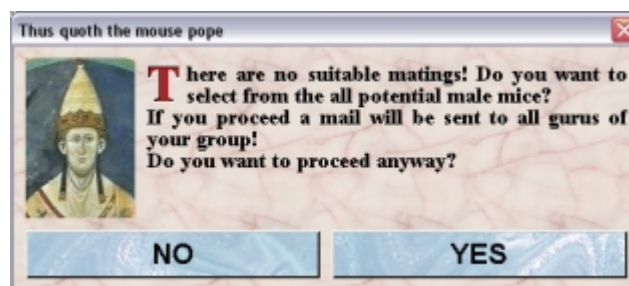 Thus quoth the mouse pope
There are no suitable matings! Do you want to
select from the all potential male mice?
If you proceed a mail will be sent to all gurus of
your group!
Do you want to proceed anyway?
NO
YES